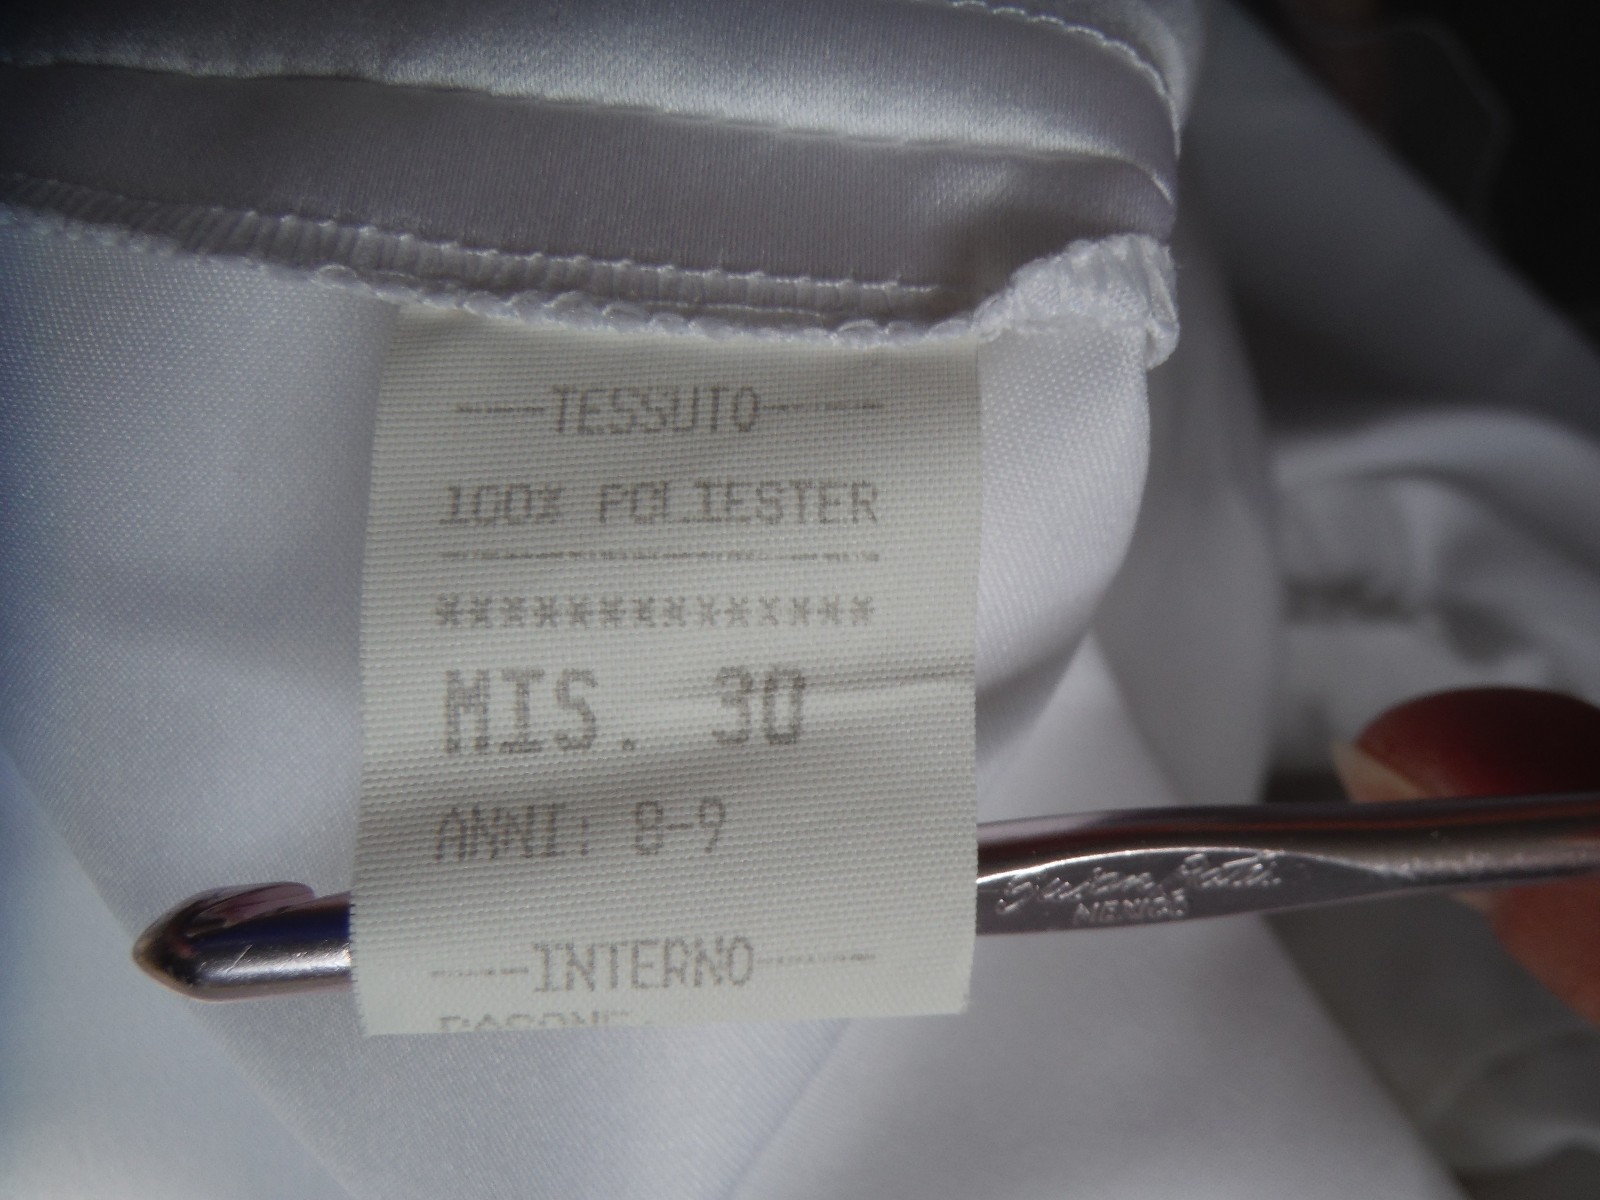 ---TESSUTO----
100% POLIESTER
--------------
**************
MIS. 30
ANNI: 8-9
---INTERNO----